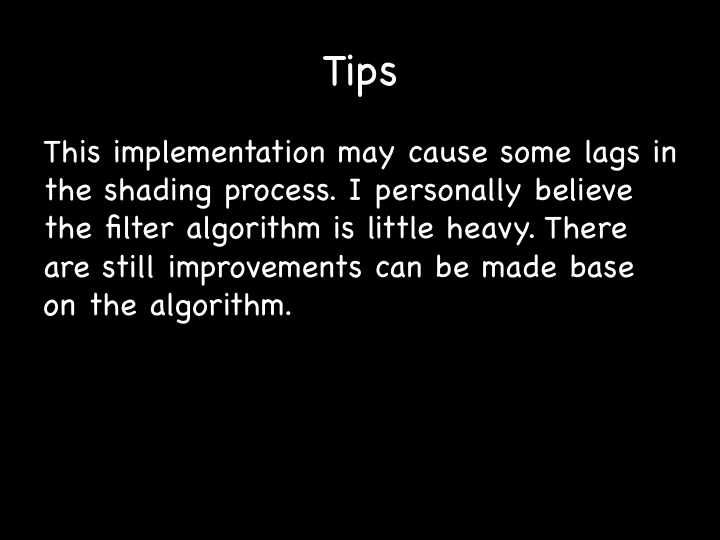 Tips
This implementation may cause some lags in
the shading process. I personally believe
the filter algorithm is little heavy. There
are still improvements can be made base
on the algorithm.